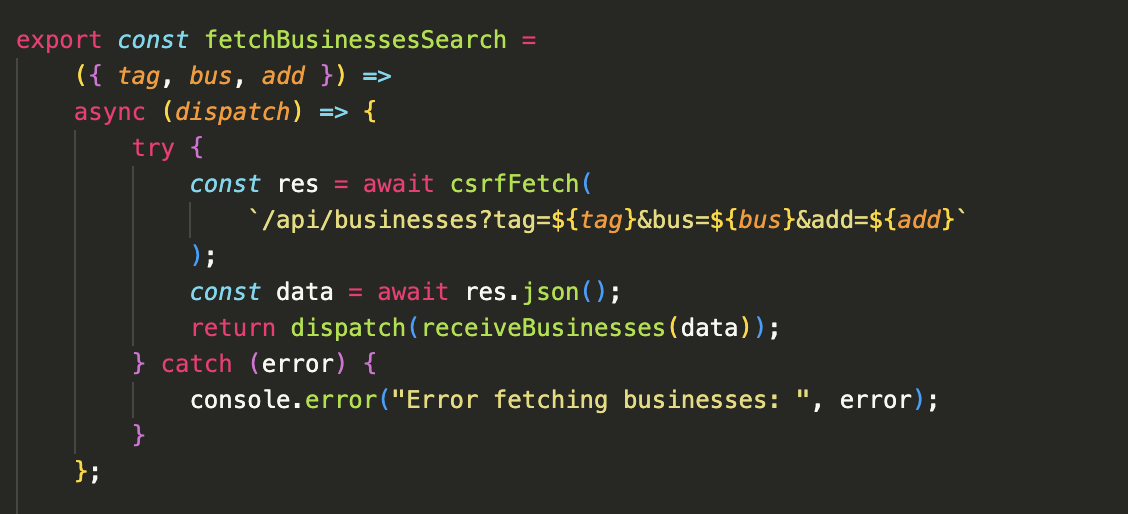 export const fetchBusinessesSearch =
    ({ tag, bus, add }) =>
    async (dispatch) => {
        try {
            const res = await csrfFetch(
                `/api/businesses?tag=${tag}&bus=${bus}&add=${add}`
            );
            const data = await res.json();
            return dispatch(receiveBusinesses(data));
        } catch (error) {
            console.error("Error fetching businesses: ", error);
        }
    };